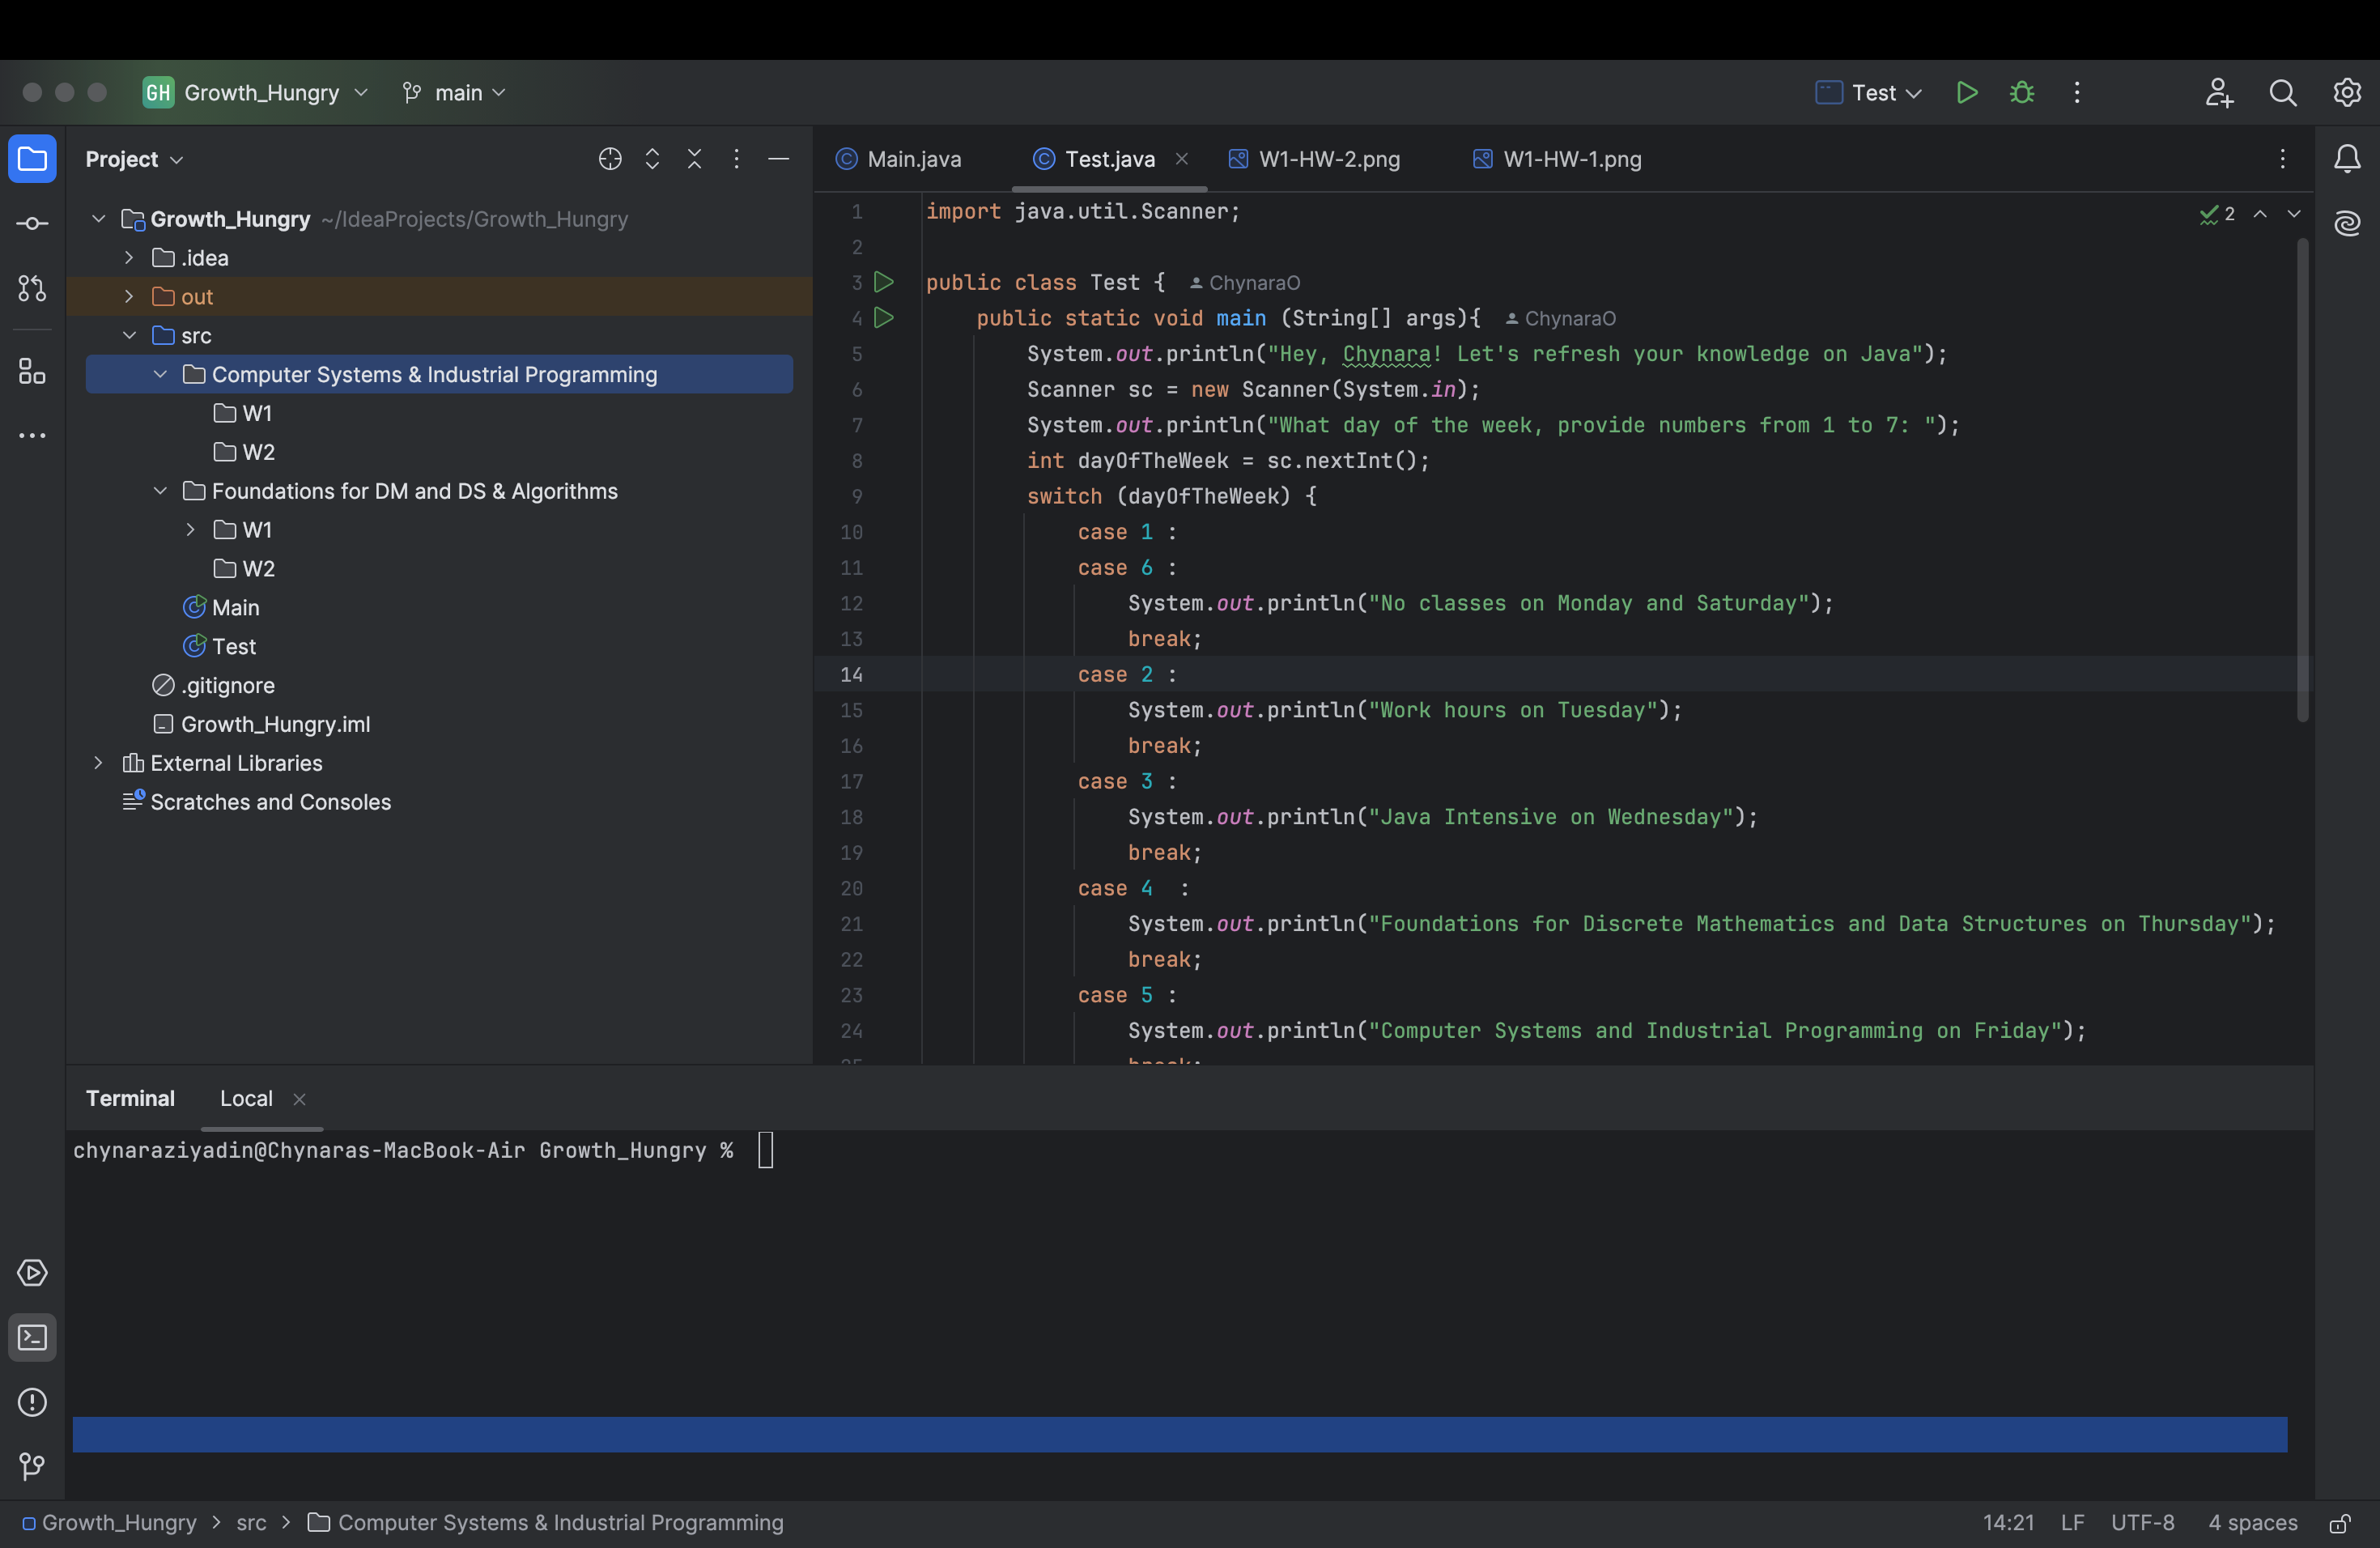 GH Growth_Hungry main Test
Project
Growth_Hungry ~/IdeaProjects/Growth_Hungry
.idea
out
src
Computer Systems & Industrial Programming
W1
W2
Foundations for DM and DS & Algorithms
W1
W2
Main
Test
.gitignore
Growth_Hungry.iml
External Libraries
Scratches and Consoles
Main.java Test.java W1-HW-2.png W1-HW-1.png
2
1 import java.util.Scanner;
2
3 public class Test { ChynaraO
4 public static void main (String[] args){ ChynaraO
5 System.out.println("Hey, Chynara! Let's refresh your knowledge on Java");
6 Scanner sc = new Scanner(System.in);
7 System.out.println("What day of the week, provide numbers from 1 to 7: ");
8 int dayOfTheWeek = sc.nextInt();
9 switch (dayOfTheWeek) {
10 case 1 :
11 case 6 :
12 System.out.println("No classes on Monday and Saturday");
13 break;
14 case 2 :
15 System.out.println("Work hours on Tuesday");
16 break;
17 case 3 :
18 System.out.println("Java Intensive on Wednesday");
19 break;
20 case 4  :
21 System.out.println("Foundations for Discrete Mathematics and Data Structures on Thursday");
22 break;
23 case 5 :
24 System.out.println("Computer Systems and Industrial Programming on Friday");
25 break;
Terminal Local
chynaraziyadin@Chynaras-MacBook-Air Growth_Hungry %
Growth_Hungry > src > Computer Systems & Industrial Programming
14:21 LF UTF-8 4 spaces